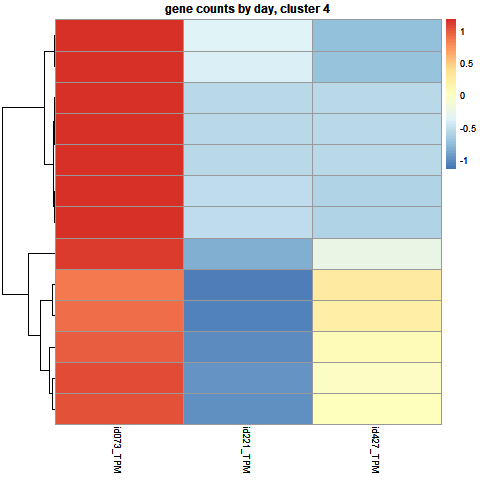 gene counts by day, cluster 4
1
0.5
0
-0.5
-1
id073_TPM
id221_TPM
id427_TPM